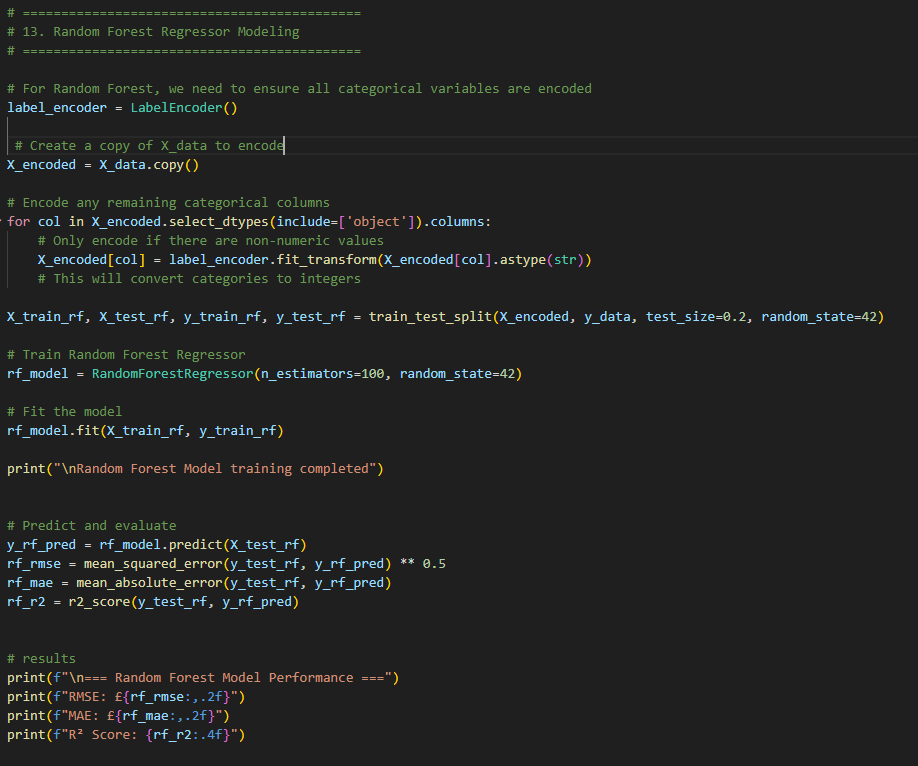 # ============================================
# 13. Random Forest Regressor Modeling
# ============================================
# For Random Forest, we need to ensure all categorical variables are encoded
label_encoder = LabelEncoder()
# Create a copy of X_data to encode
X_encoded = X_data.copy()
# Encode any remaining categorical columns
for col in X_encoded.select_dtypes(include=['object']).columns:
    # Only encode if there are non-numeric values
    X_encoded[col] = label_encoder.fit_transform(X_encoded[col].astype(str))
    # This will convert categories to integers
X_train_rf, X_test_rf, y_train_rf, y_test_rf = train_test_split(X_encoded, y_data, test_size=0.2, random_state=42)
# Train Random Forest Regressor
rf_model = RandomForestRegressor(n_estimators=100, random_state=42)
# Fit the model
rf_model.fit(X_train_rf, y_train_rf)
print("\nRandom Forest Model training completed")
# Predict and evaluate
y_rf_pred = rf_model.predict(X_test_rf)
rf_rmse = mean_squared_error(y_test_rf, y_rf_pred) ** 0.5
rf_mae = mean_absolute_error(y_test_rf, y_rf_pred)
rf_r2 = r2_score(y_test_rf, y_rf_pred)
# results
print(f"\n=== Random Forest Model Performance ===")
print(f"RMSE: £{rf_rmse:,.2f}")
print(f"MAE: £{rf_mae:,.2f}")
print(f"R² Score: {rf_r2:.4f}")